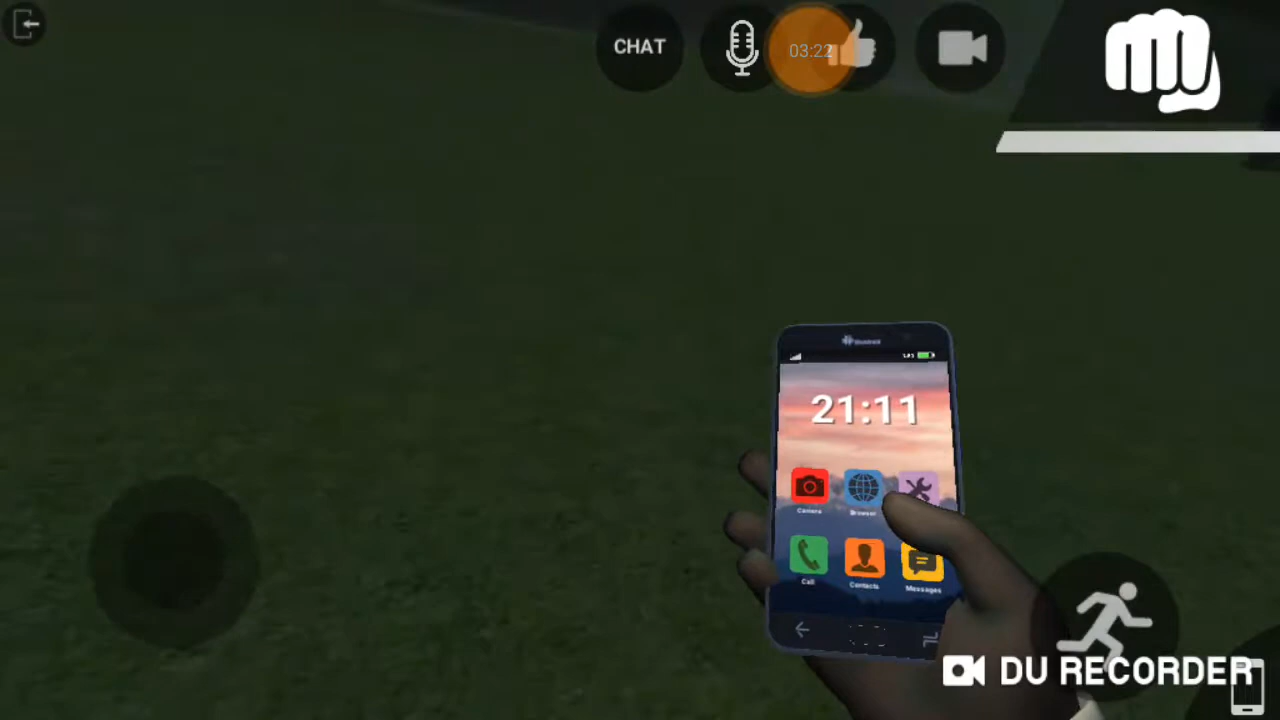 CHAT
03:22
21:11
Camera
Browser
Call
Contacts
Messages
DU RECORDER